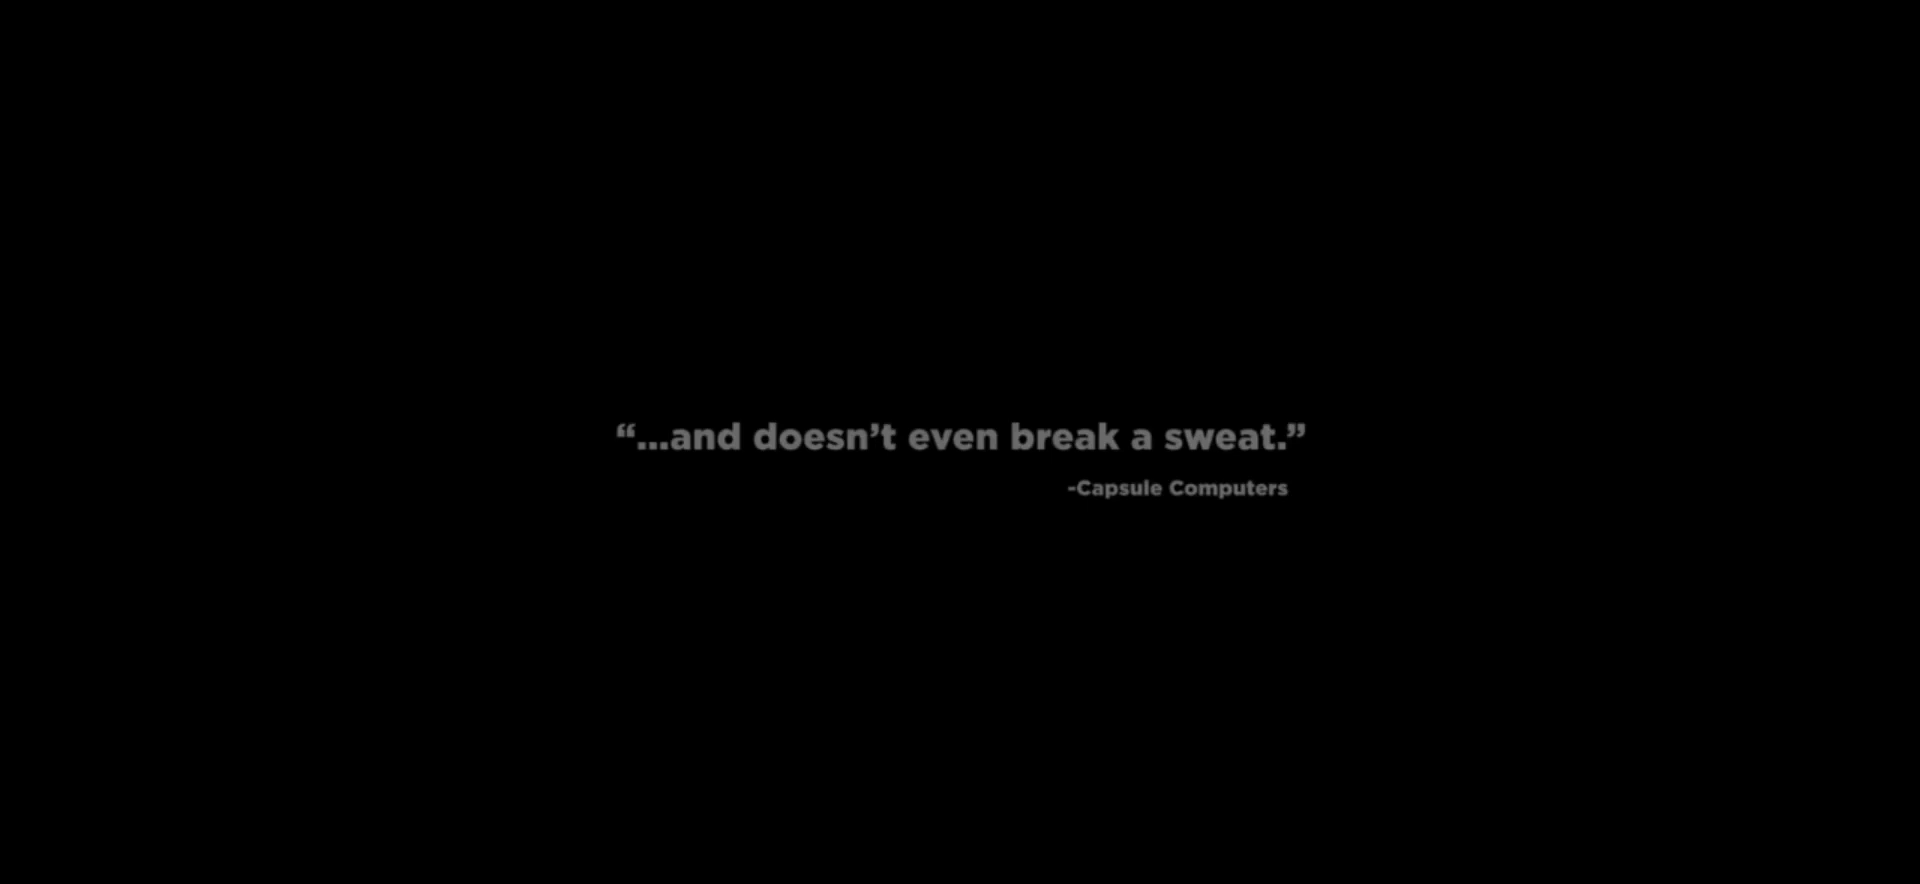 “...and doesn’t even break a sweat.”
-Capsule Computers